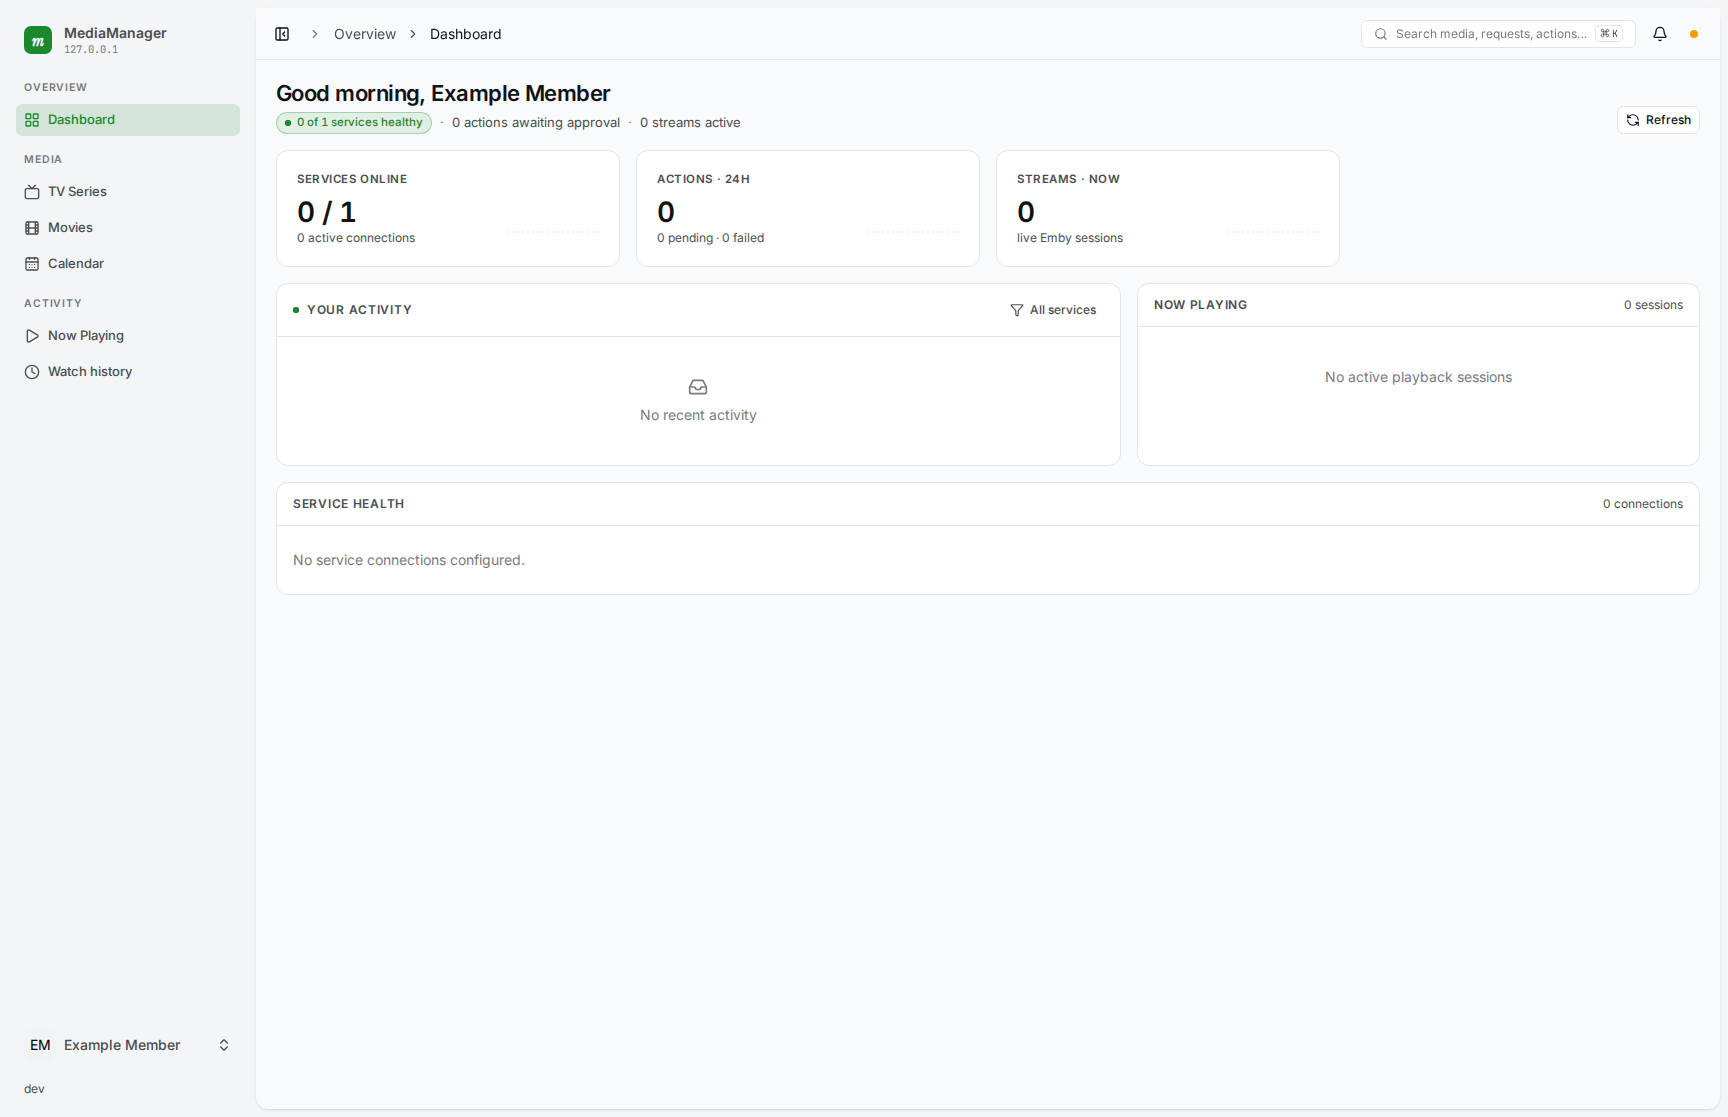 m
MediaManager
127.0.0.1
OVERVIEW
Dashboard
MEDIA
TV Series
Movies
Calendar
ACTIVITY
Now Playing
Watch history
EM
Example Member
dev
Overview
Dashboard
Search media, requests, actions...
⌘K
Good morning, Example Member
0 of 1 services healthy · 0 actions awaiting approval · 0 streams active
Refresh
SERVICES ONLINE
0 / 1
0 active connections
ACTIONS · 24H
0
0 pending · 0 failed
STREAMS · NOW
0
live Emby sessions
YOUR ACTIVITY
All services
No recent activity
NOW PLAYING
0 sessions
No active playback sessions
SERVICE HEALTH
0 connections
No service connections configured.